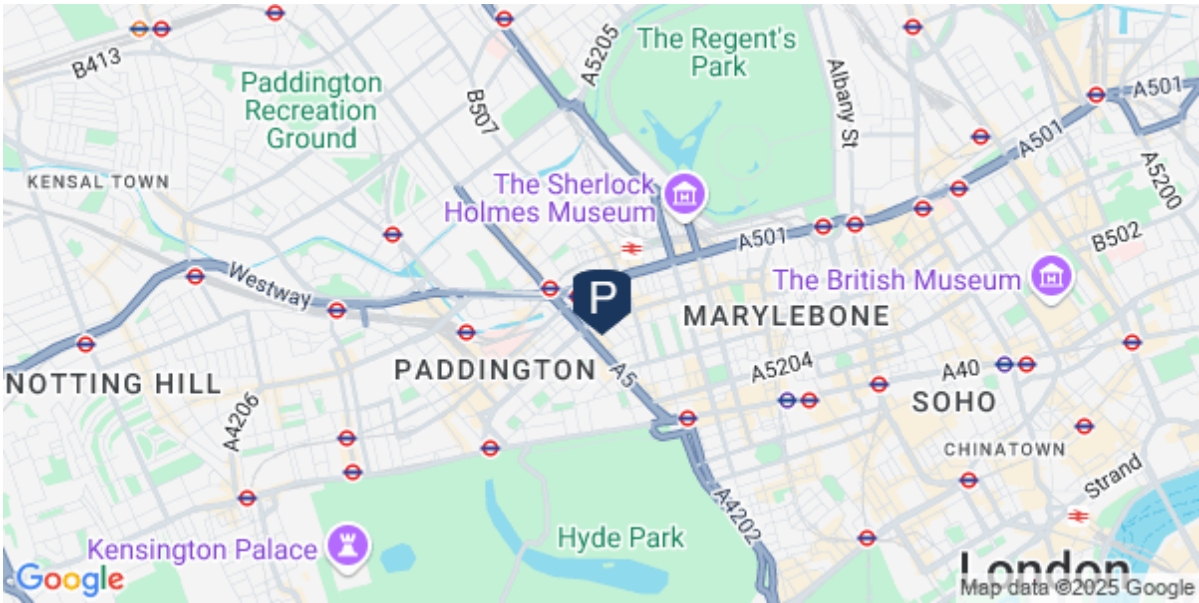 The Regent's
Park
A5205
B413
Albany St
A501
Paddington
Recreation
Ground
B507
A501
A5200
KENSAL TOWN
The Sherlock
Holmes Museum
A501
B502
Westway
The British Museum
P
MARYLEBONE
PADDINGTON
A5
A5204
A40
NOTTING HILL
SOHO
A4206
CHINATOWN
Strand
A4202
Hyde Park
Kensington Palace
London
Google
Map data ©2025 Google